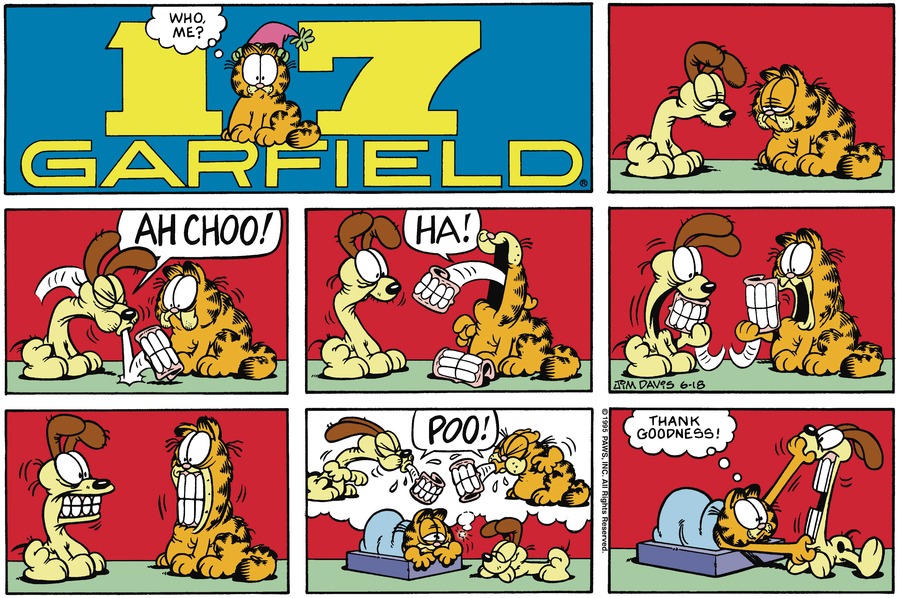 WHO,
ME?
17
GARFIELD®
AH CHOO!
HA!
JIM DAVIS 6-18
POO!
© 1995 PAWS, INC. All Rights Reserved.
THANK
GOODNESS!